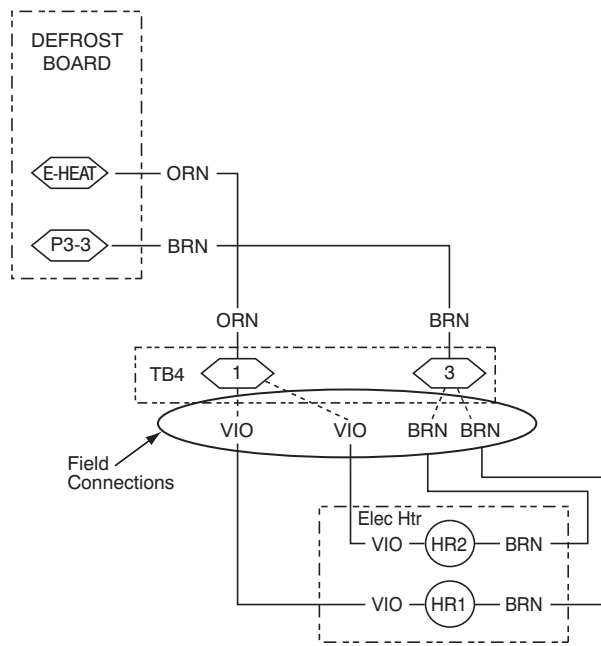 DEFROST
BOARD
E-HEAT
ORN
P3-3
BRN
ORN
BRN
TB4
1
3
VIO
VIO
BRN
BRN
Field
Connections
Elec Htr
VIO
HR2
BRN
VIO
HR1
BRN